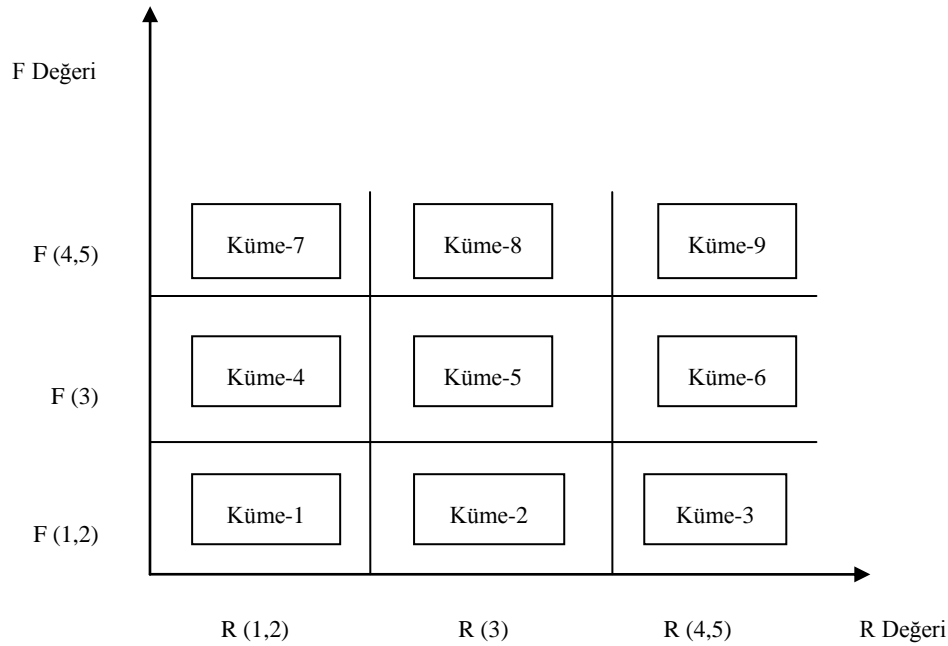 F Değeri
Küme-7 Küme-8 Küme-9
F (4,5)
Küme-4 Küme-5 Küme-6
F (3)
Küme-1 Küme-2 Küme-3
F (1,2)
R (1,2) R (3) R (4,5) R Değeri